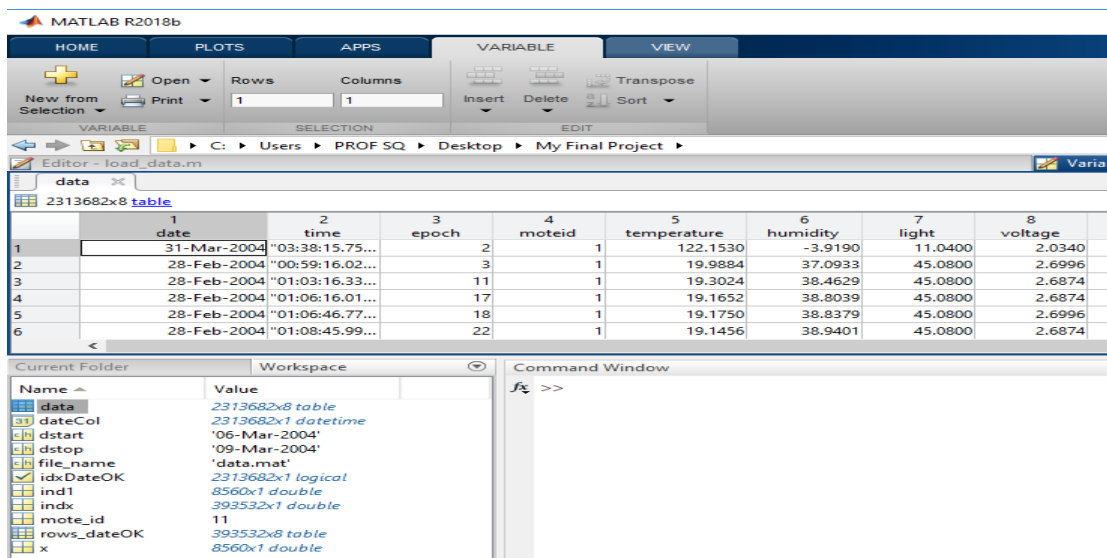 MATLAB R2018b
HOME PLOTS APPS VARIABLE VIEW
New from Selection Open Print Rows Columns 1 1 Insert Delete Transpose Sort
VARIABLE SELECTION EDIT
C: Users PROF SQ Desktop My Final Project
Editor - load_data.m Varia
data
2313682x8 table
1 2 3 4 5 6 7 8
date time epoch moteid temperature humidity light voltage
1 31-Mar-2004 "03:38:15.75... 2 1 122.1530 -3.9190 11.0400 2.0340
2 28-Feb-2004 "00:59:16.02... 3 1 19.9884 37.0933 45.0800 2.6996
3 28-Feb-2004 "01:03:16.33... 11 1 19.3024 38.4629 45.0800 2.6874
4 28-Feb-2004 "01:06:16.01... 17 1 19.1652 38.8039 45.0800 2.6874
5 28-Feb-2004 "01:06:46.77... 18 1 19.1750 38.8379 45.0800 2.6996
6 28-Feb-2004 "01:08:45.99... 22 1 19.1456 38.9401 45.0800 2.6874
Current Folder Workspace Command Window
Name Value fx >>
data 2313682x8 table
dateCol 2313682x1 datetime
dstart '06-Mar-2004'
dstop '09-Mar-2004'
file_name 'data.mat'
idxDateOK 2313682x1 logical
ind1 8560x1 double
indx 393532x1 double
mote_id 11
rows_dateOK 393532x8 table
x 8560x1 double